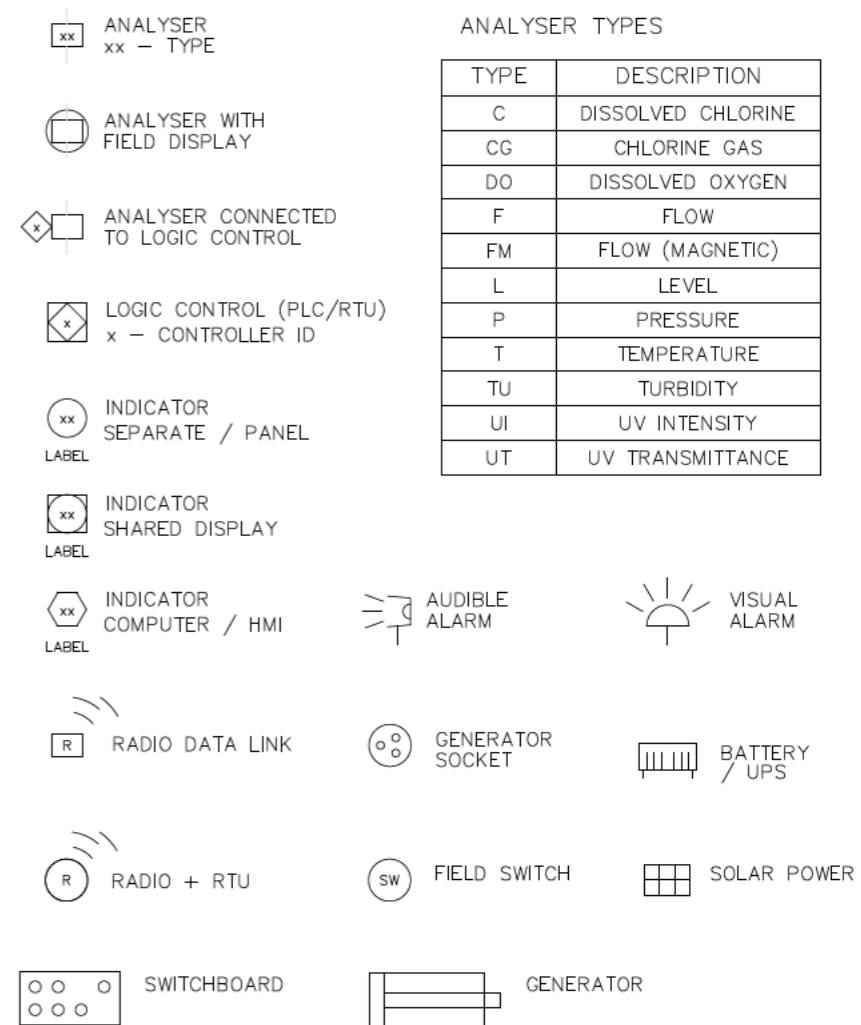 xx
ANALYSER
xx – TYPE
ANALYSER WITH
FIELD DISPLAY
x
ANALYSER CONNECTED
TO LOGIC CONTROL
x
LOGIC CONTROL (PLC/RTU)
x – CONTROLLER ID
xx
LABEL
INDICATOR
SEPARATE / PANEL
xx
LABEL
INDICATOR
SHARED DISPLAY
xx
LABEL
INDICATOR
COMPUTER / HMI
ANALYSER TYPES
TYPE DESCRIPTION
C DISSOLVED CHLORINE
CG CHLORINE GAS
DO DISSOLVED OXYGEN
F FLOW
FM FLOW (MAGNETIC)
L LEVEL
P PRESSURE
T TEMPERATURE
TU TURBIDITY
UI UV INTENSITY
UT UV TRANSMITTANCE
AUDIBLE
ALARM
VISUAL
ALARM
R
RADIO DATA LINK
GENERATOR
SOCKET
BATTERY
/ UPS
R
RADIO + RTU
SW
FIELD SWITCH
SOLAR POWER
SWITCHBOARD
GENERATOR